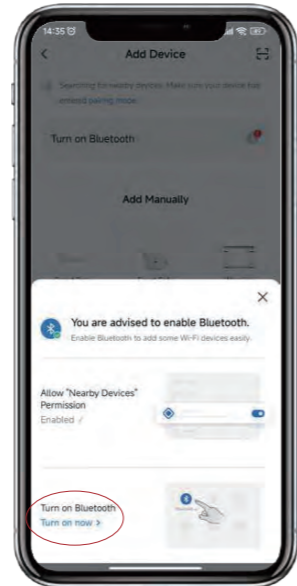 14:35
Add Device
Searching for nearby devices. Make sure your device has
entered pairing mode.
Turn on Bluetooth
Add Manually
You are advised to enable Bluetooth.
Enable Bluetooth to add some Wi-Fi devices easily.
Allow "Nearby Devices"
Permission
Enabled ✓
Turn on Bluetooth
Turn on now >